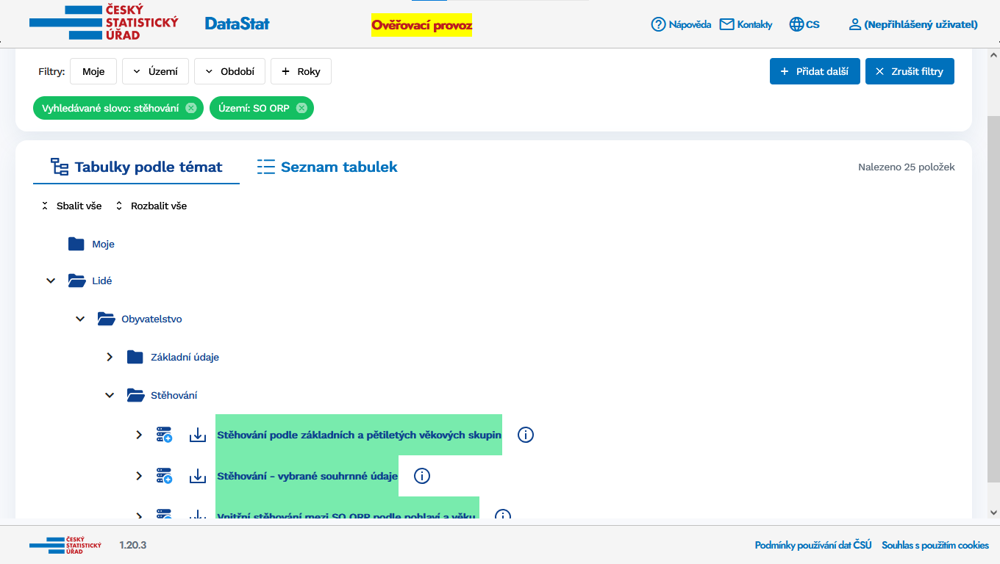 ČESKÝ
STATISTICKÝ
ÚŘAD
DataStat
Ověřovací provoz
Nápověda
Kontakty
CS
(Nepřihlášený uživatel)
Filtry:
Moje
Území
Období
Roky
Přidat další
Zrušit filtry
Vyhledávané slovo: stěhování
Území: SO ORP
Tabulky podle témat
Seznam tabulek
Nalezeno 25 položek
Sbalit vše
Rozbalit vše
Moje
Lidé
Obyvatelstvo
Základní údaje
Stěhování
Stěhování podle základních a pětiletých věkových skupin
Stěhování - vybrané souhrnné údaje
Vnitřní stěhování mezi SO ORP podle pohlaví a věku
ČESKÝ
STATISTICKÝ
ÚŘAD
1.20.3
Podmínky používání dat ČSÚ
Souhlas s použitím cookies